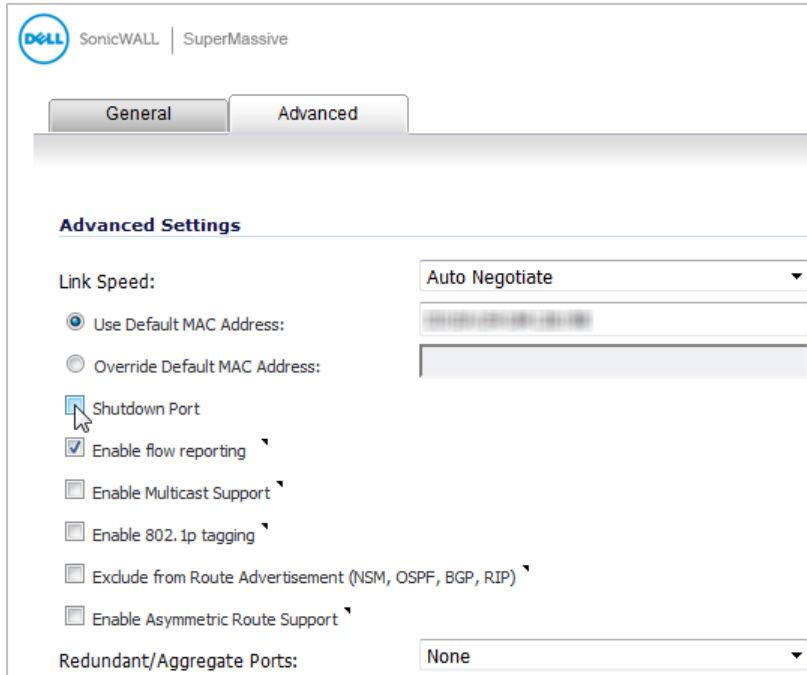 DELL SonicWALL | SuperMassive
General Advanced
Advanced Settings
Link Speed: Auto Negotiate
Use Default MAC Address:
Override Default MAC Address:
Shutdown Port
Enable flow reporting
Enable Multicast Support
Enable 802.1p tagging
Exclude from Route Advertisement (NSM, OSPF, BGP, RIP)
Enable Asymmetric Route Support
Redundant/Aggregate Ports: None